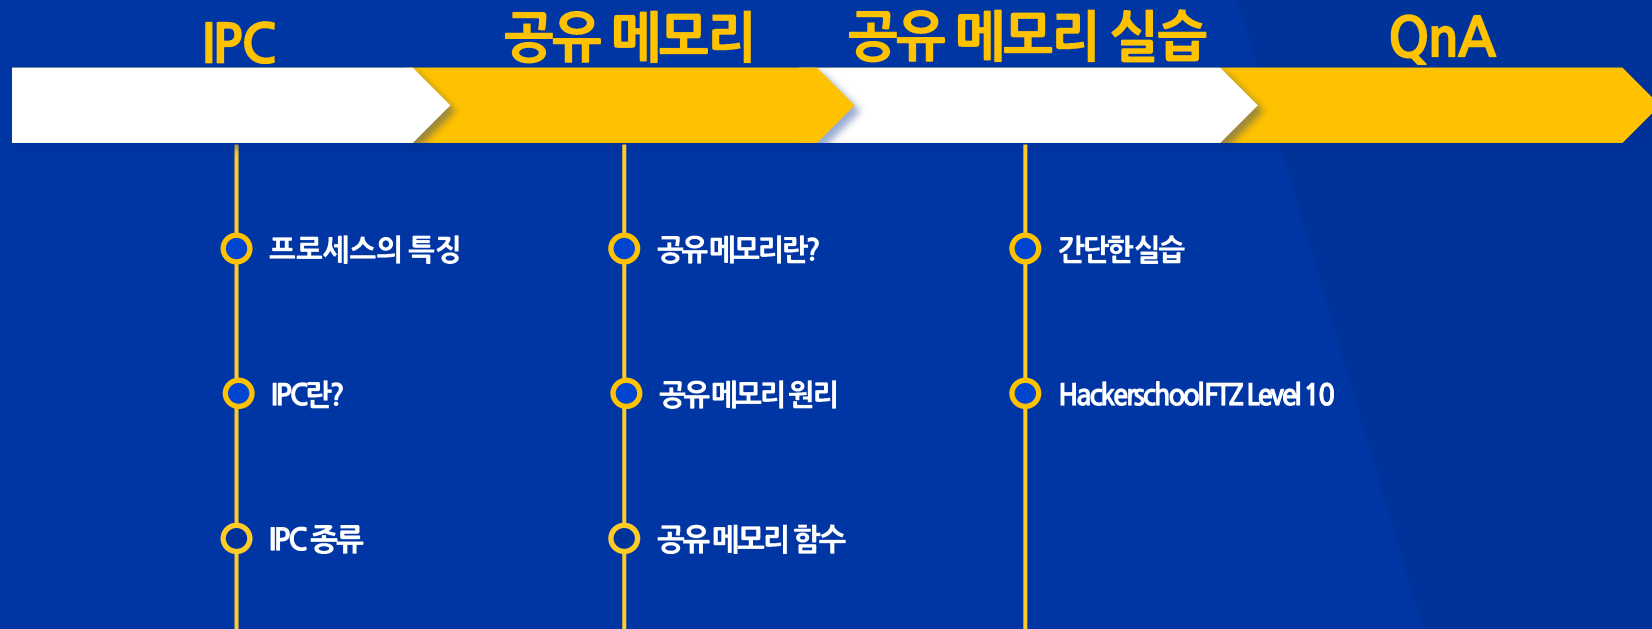 IPC
공유 메모리
공유 메모리 실습
QnA
프로세스의 특징
IPC란?
IPC 종류
공유 메모리란?
공유 메모리 원리
공유 메모리 함수
간단한 실습
Hackerschool FTZ Level 10